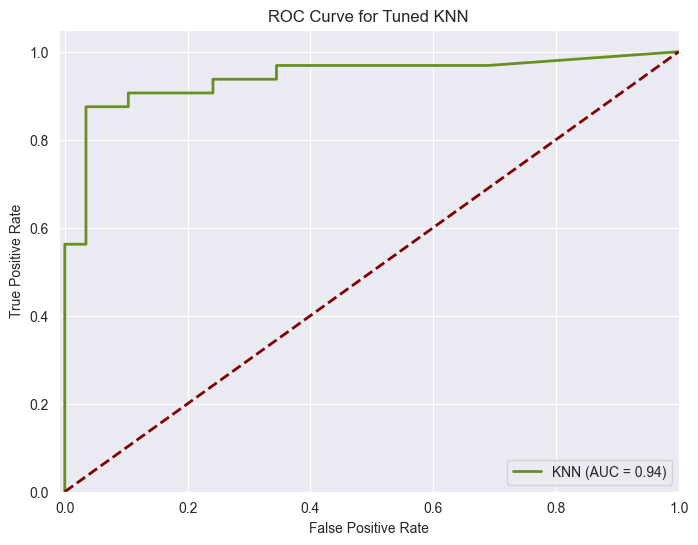 ROC Curve for Tuned KNN
True Positive Rate
1.0
0.8
0.6
0.4
0.2
0.0
0.0 0.2 0.4 0.6 0.8 1.0
False Positive Rate
KNN (AUC = 0.94)